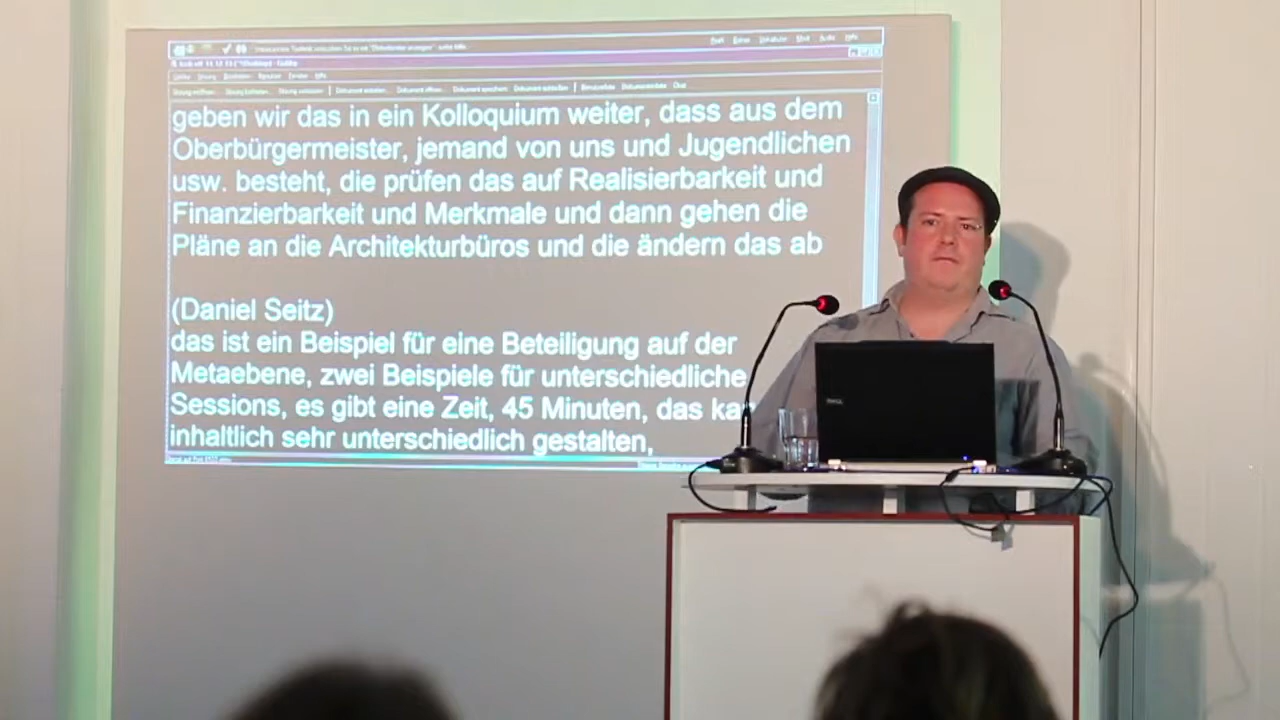 geben wir das in ein Kolloquium weiter, dass aus dem
Oberbürgermeister, jemand von uns und Jugendlichen
usw. besteht, die prüfen das auf Realisierbarkeit und
Finanzierbarkeit und Merkmale und dann gehen die
Pläne an die Architekturbüros und die ändern das ab
(Daniel Seitz)
das ist ein Beispiel für eine Beteiligung auf der
Metaebene, zwei Beispiele für unterschiedliche
Sessions, es gibt eine Zeit, 45 Minuten, das ka
inhaltlich sehr unterschiedlich gestalten,
DELL